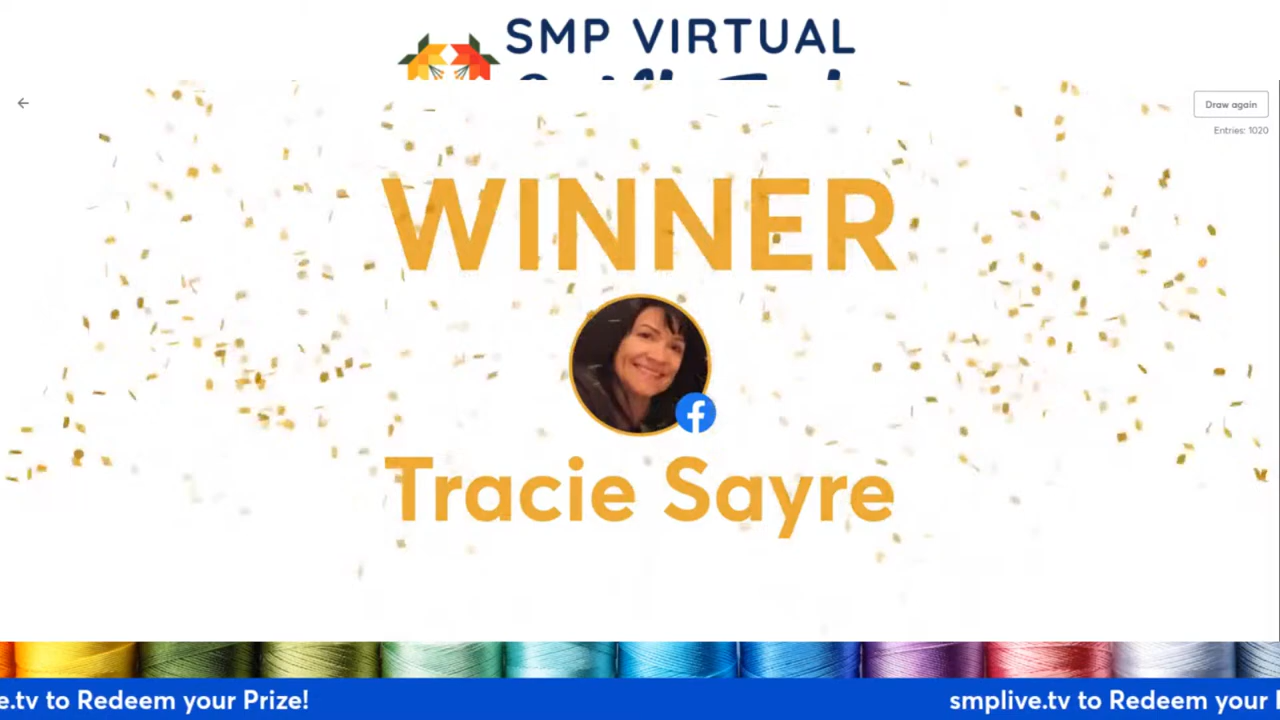 SMP VIRTUAL
Draw again
Entries: 1020
WINNER
Tracie Sayre
e.tv to Redeem your Prize!
smplive.tv to Redeem your